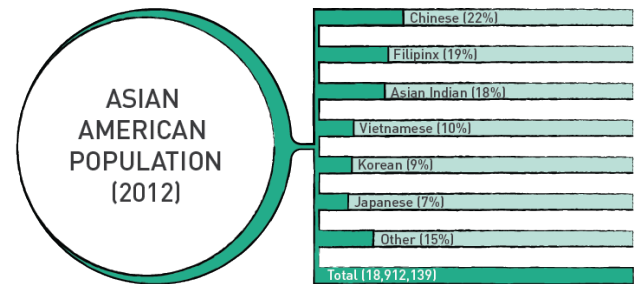 ASIAN
AMERICAN
POPULATION
(2012)
Chinese (22%)
Filipinx (19%)
Asian Indian (18%)
Vietnamese (10%)
Korean (9%)
Japanese (7%)
Other (15%)
Total (18,912,139)